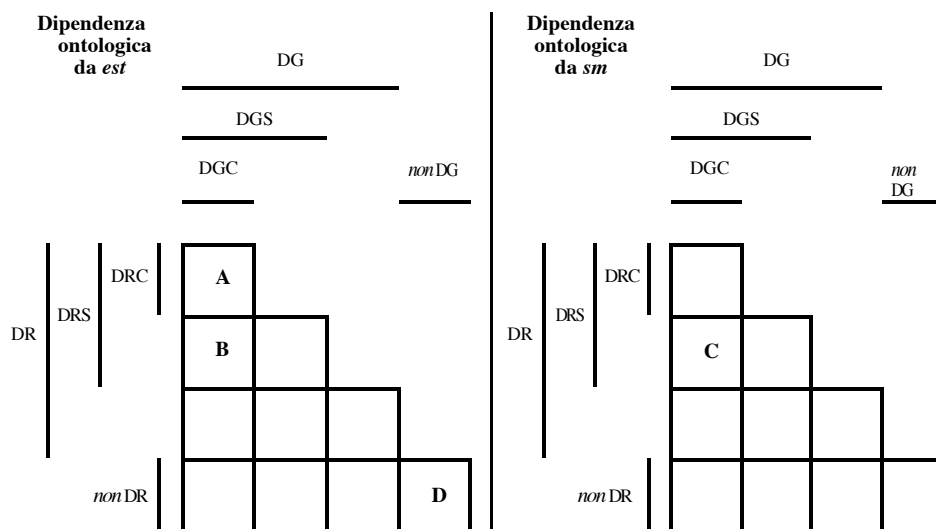 Dipendenza
ontologica
da est
DG
DGS
DGC
non DG
DRC
DRS
DR
non DR
A
B
D
Dipendenza
ontologica
da sm
DG
DGS
DGC
non
DG
DRC
DRS
DR
non DR
C